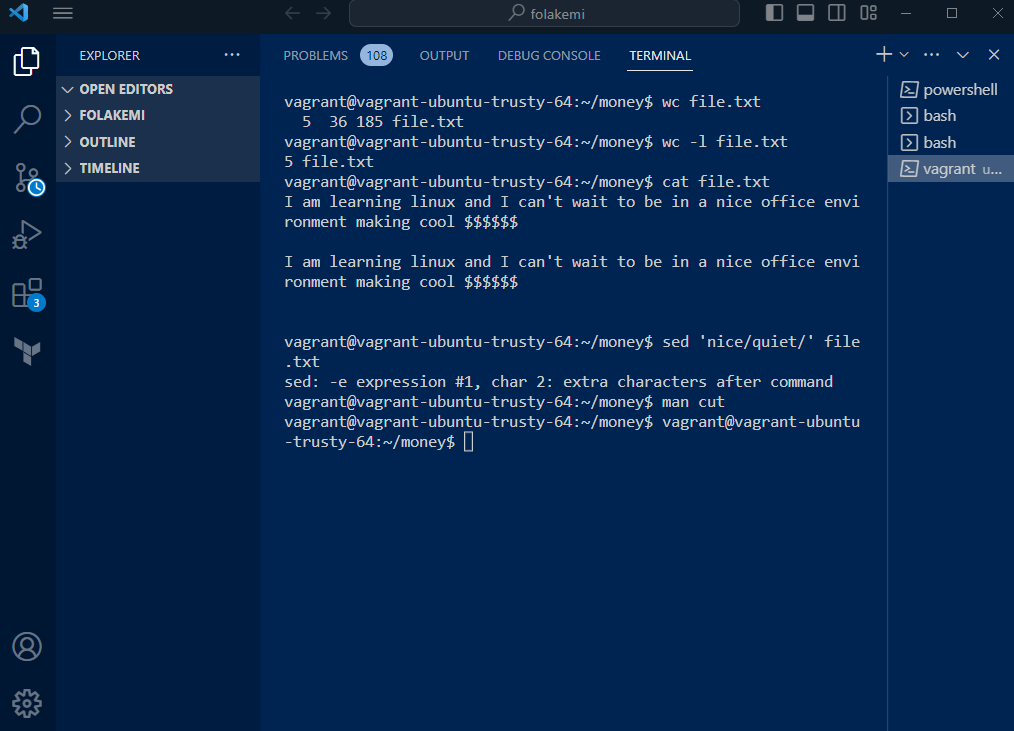 folakemi
EXPLORER
OPEN EDITORS
FOLAKEMI
OUTLINE
TIMELINE
3
PROBLEMS 108 OUTPUT DEBUG CONSOLE TERMINAL
vagrant@vagrant-ubuntu-trusty-64:~/money$ wc file.txt
5 36 185 file.txt
vagrant@vagrant-ubuntu-trusty-64:~/money$ wc -l file.txt
5 file.txt
vagrant@vagrant-ubuntu-trusty-64:~/money$ cat file.txt
I am learning linux and I can't wait to be in a nice office envi
ronment making cool $$$$$$
I am learning linux and I can't wait to be in a nice office envi
ronment making cool $$$$$$
vagrant@vagrant-ubuntu-trusty-64:~/money$ sed 'nice/quiet/' file
.txt
sed: -e expression #1, char 2: extra characters after command
vagrant@vagrant-ubuntu-trusty-64:~/money$ man cut
vagrant@vagrant-ubuntu-trusty-64:~/money$ vagrant@vagrant-ubuntu
-trusty-64:~/money$
powershell
bash
bash
vagrant u...